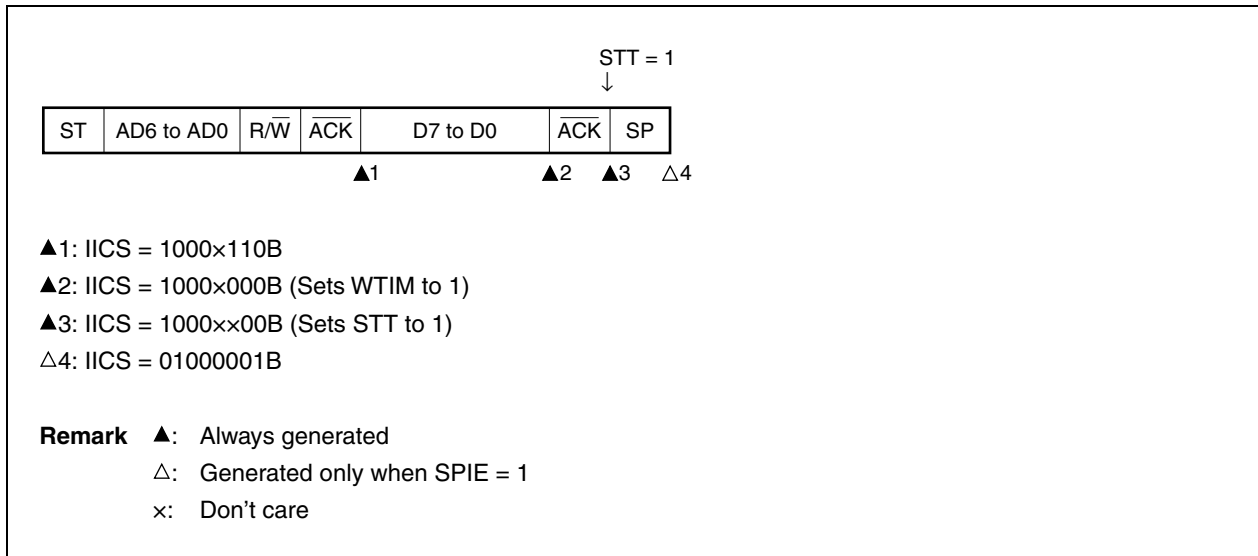 STT = 1
↓
ST AD6 to AD0 R/W̅ A̅C̅K̅ D7 to D0 A̅C̅K̅ SP
▲1 ▲2 ▲3 △4
▲1: IICS = 1000×110B
▲2: IICS = 1000×000B (Sets WTIM to 1)
▲3: IICS = 1000××00B (Sets STT to 1)
△4: IICS = 01000001B
Remark ▲: Always generated
△: Generated only when SPIE = 1
×: Don't care